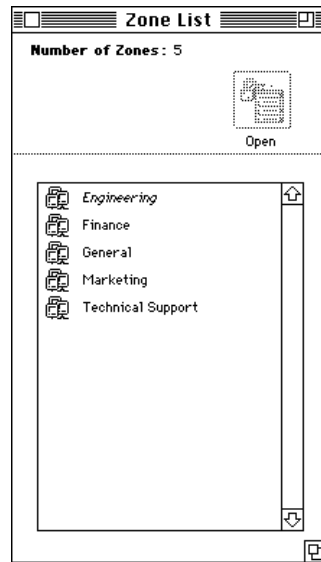 Zone List
Number of Zones: 5
Open
Engineering
Finance
General
Marketing
Technical Support